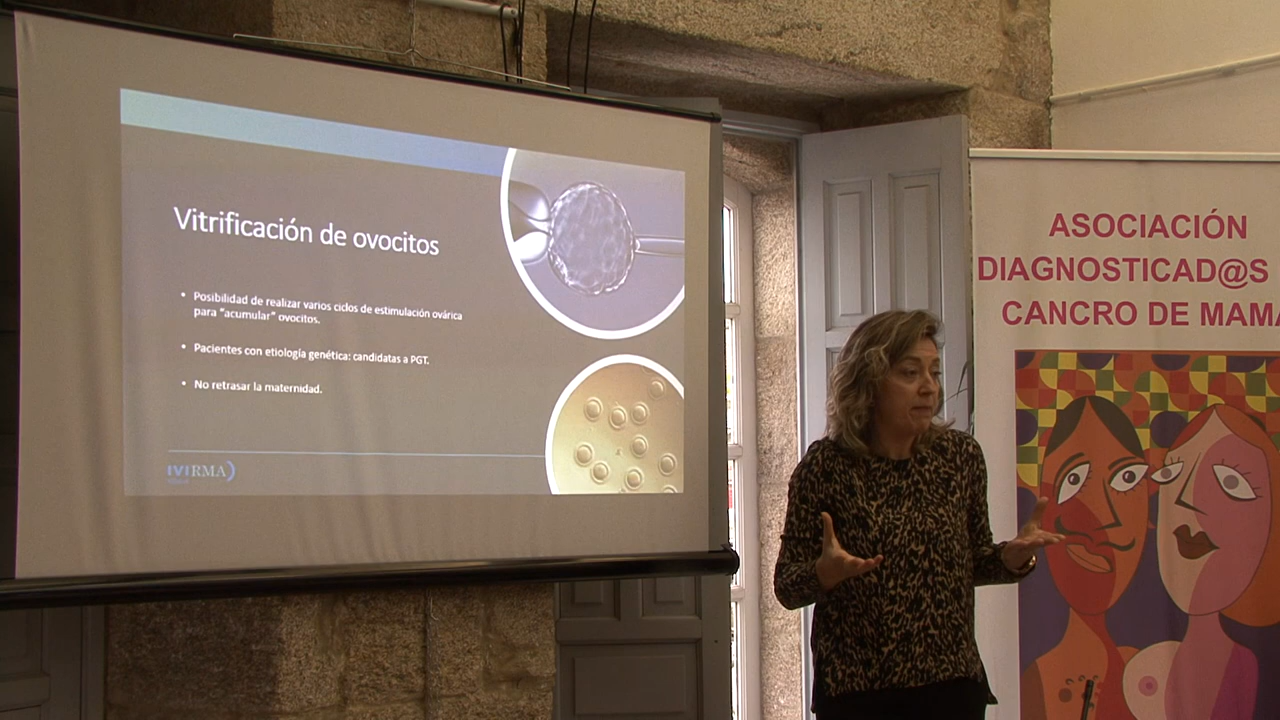 Vitrificación de ovocitos
• Posibilidad de realizar varios ciclos de estimulación ovárica
para "acumular" ovocitos.
• Pacientes con etiología genética: candidatas a PGT.
• No retrasar la maternidad.
IVIRMA
ASOCIACIÓN
DIAGNOSTICAD@S
CANCRO DE MAMA